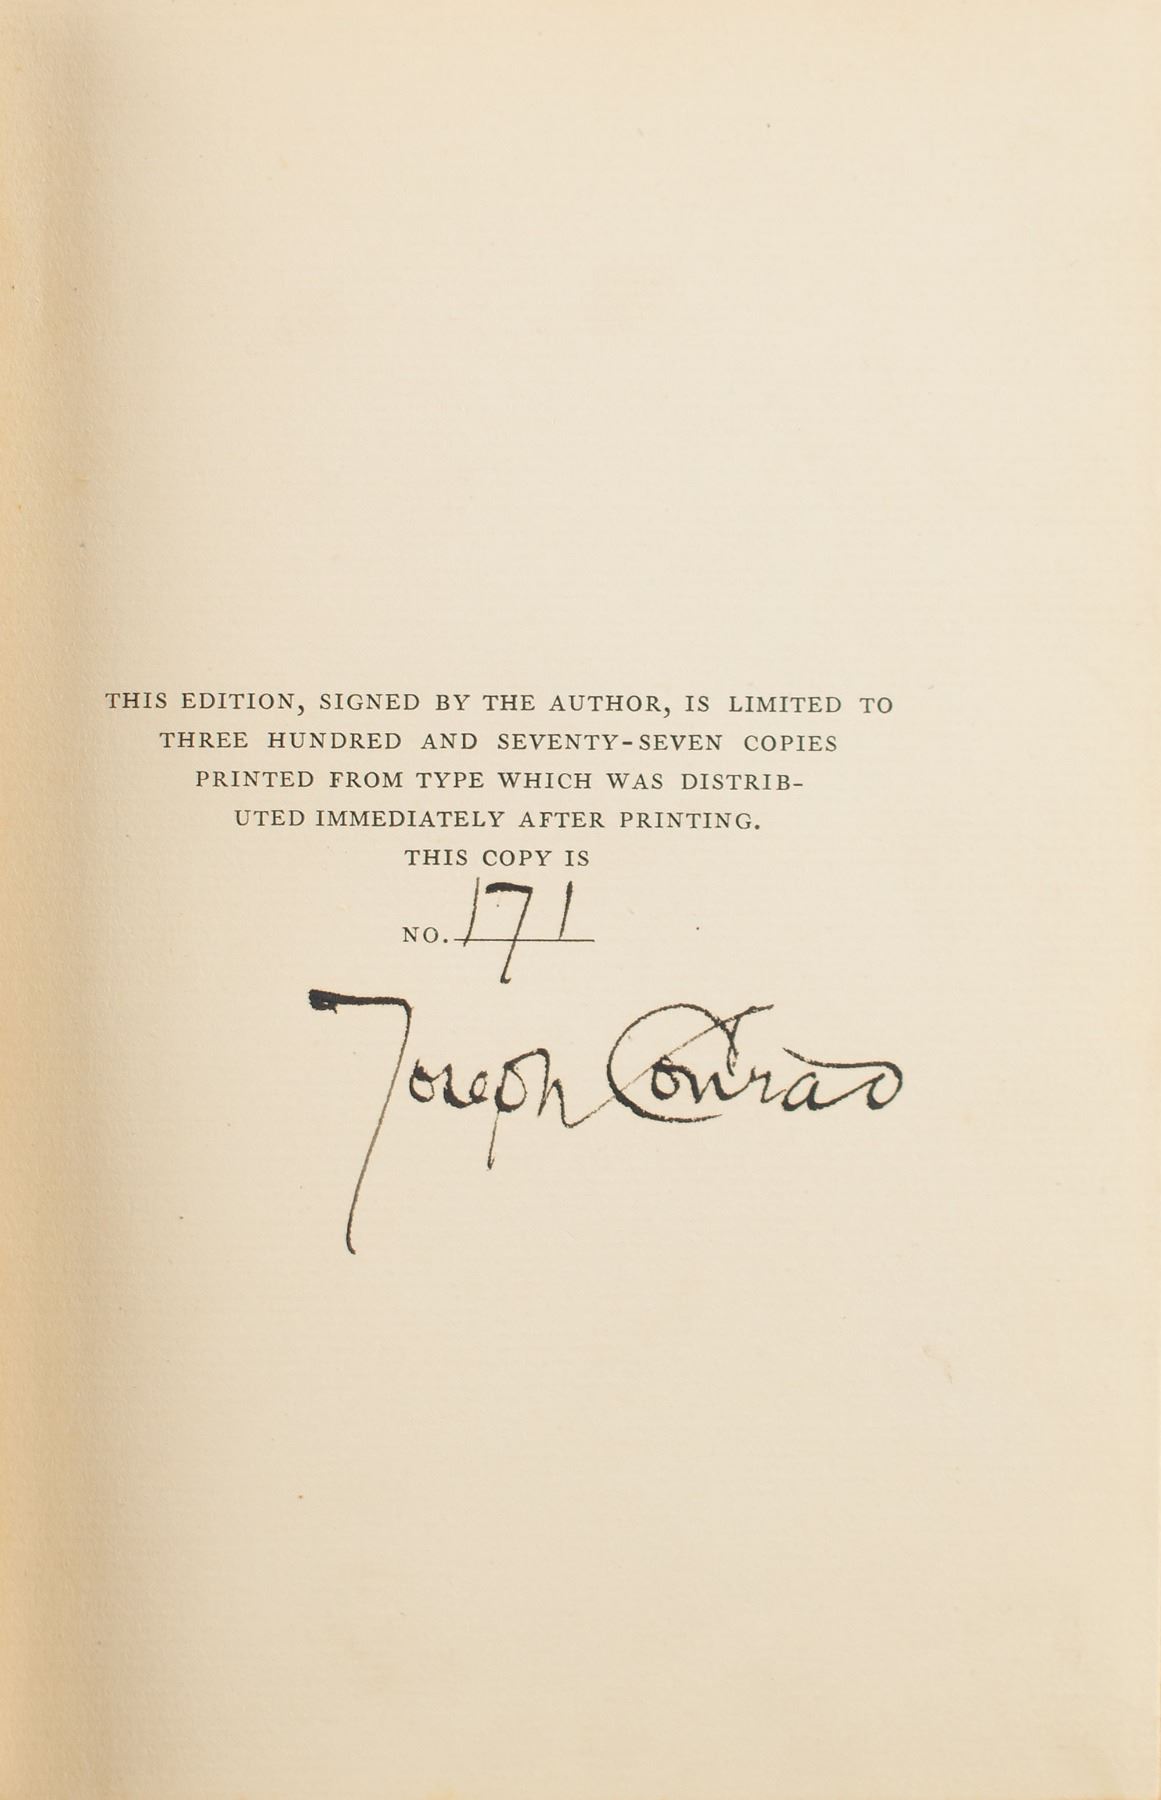 THIS EDITION, SIGNED BY THE AUTHOR, IS LIMITED TO
THREE HUNDRED AND SEVENTY-SEVEN COPIES
PRINTED FROM TYPE WHICH WAS DISTRIB-
UTED IMMEDIATELY AFTER PRINTING.
THIS COPY IS
NO. 171
Joseph Conrad